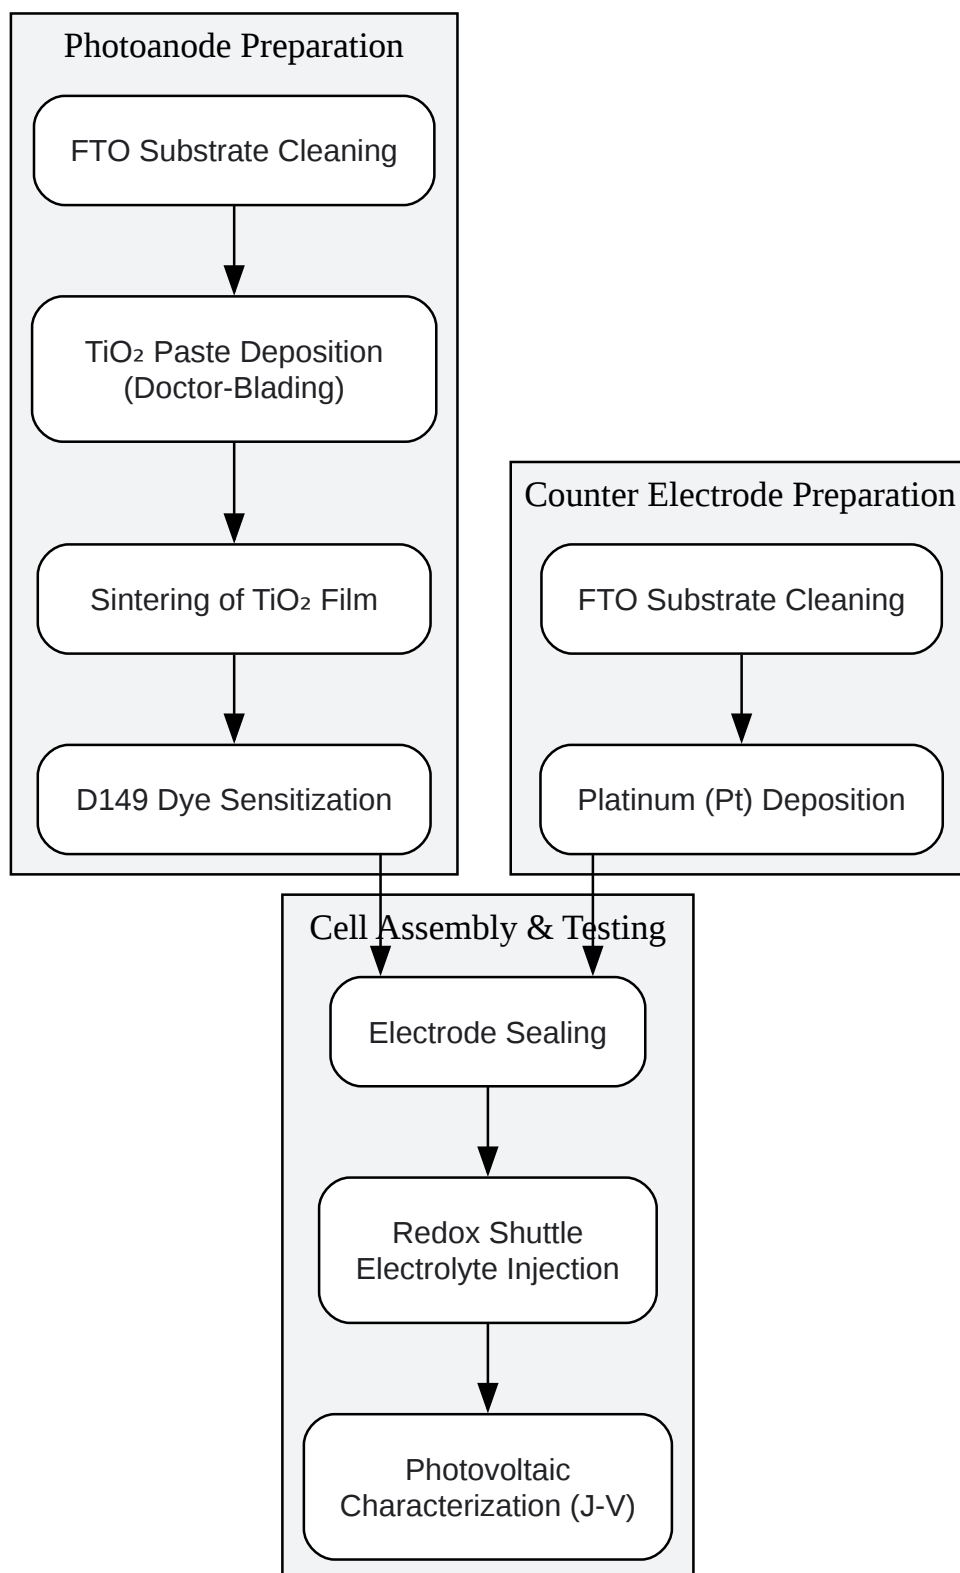 Photoanode Preparation
FTO Substrate Cleaning
TiO₂ Paste Deposition
(Doctor-Blading)
Sintering of TiO₂ Film
D149 Dye Sensitization
Counter Electrode Preparation
FTO Substrate Cleaning
Platinum (Pt) Deposition
Cell Assembly & Testing
Electrode Sealing
Redox Shuttle
Electrolyte Injection
Photovoltaic
Characterization (J-V)